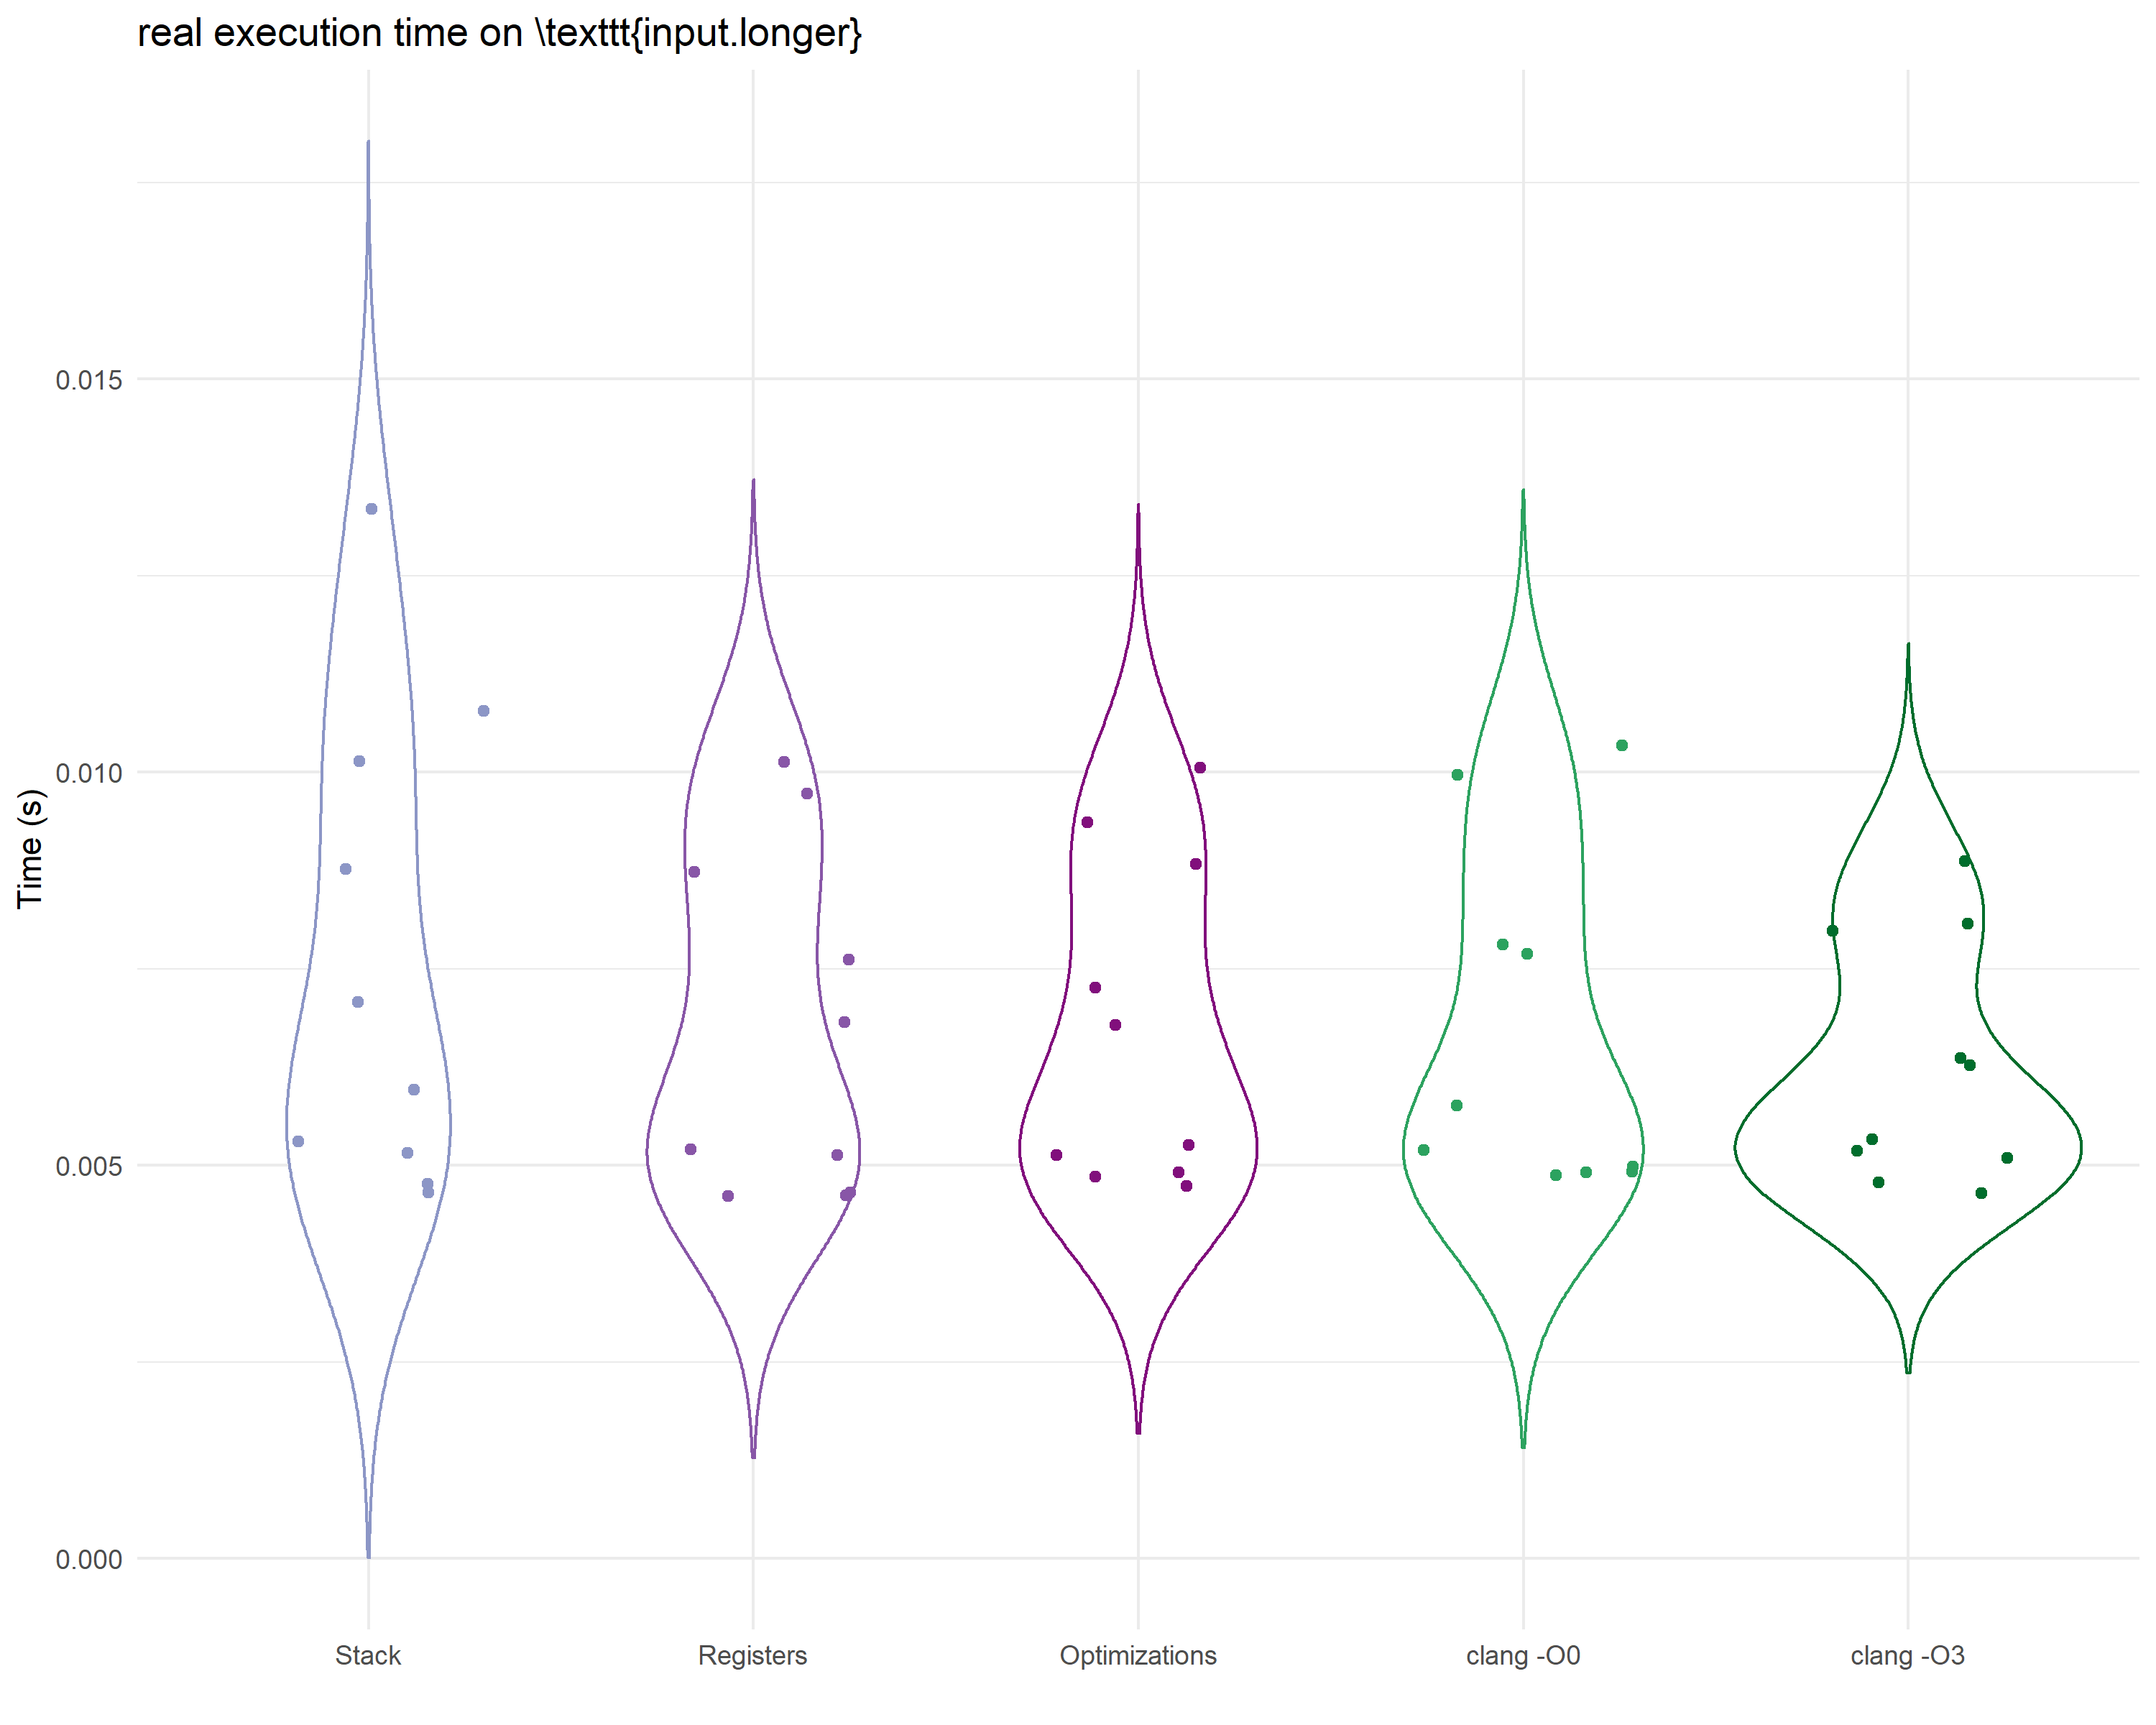 real execution time on \texttt{input.longer}
Time (s)
0.015
0.010
0.005
0.000
Stack Registers Optimizations clang -O0 clang -O3